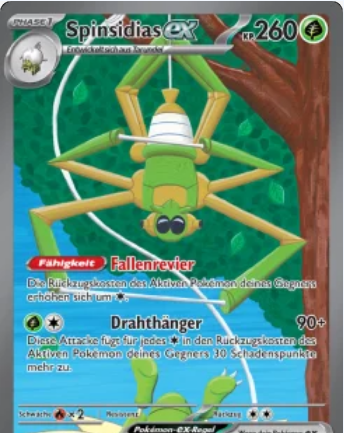 PHASE 1
Spinsidias ex KP 260
Entwickelt sich aus Tarundel
Fähigkeit Fallenrevier
Die Rückzugskosten des Aktiven Pokémon deines Gegners
erhöhen sich um
Drahthänger 90+
Diese Attacke fügt für jedes in den Rückzugskosten des
Aktiven Pokémon deines Gegners 30 Schadenspunkte
mehr zu.
Schwäche ×2 Resistenz Rückzug
Pokémon-ex-Regel